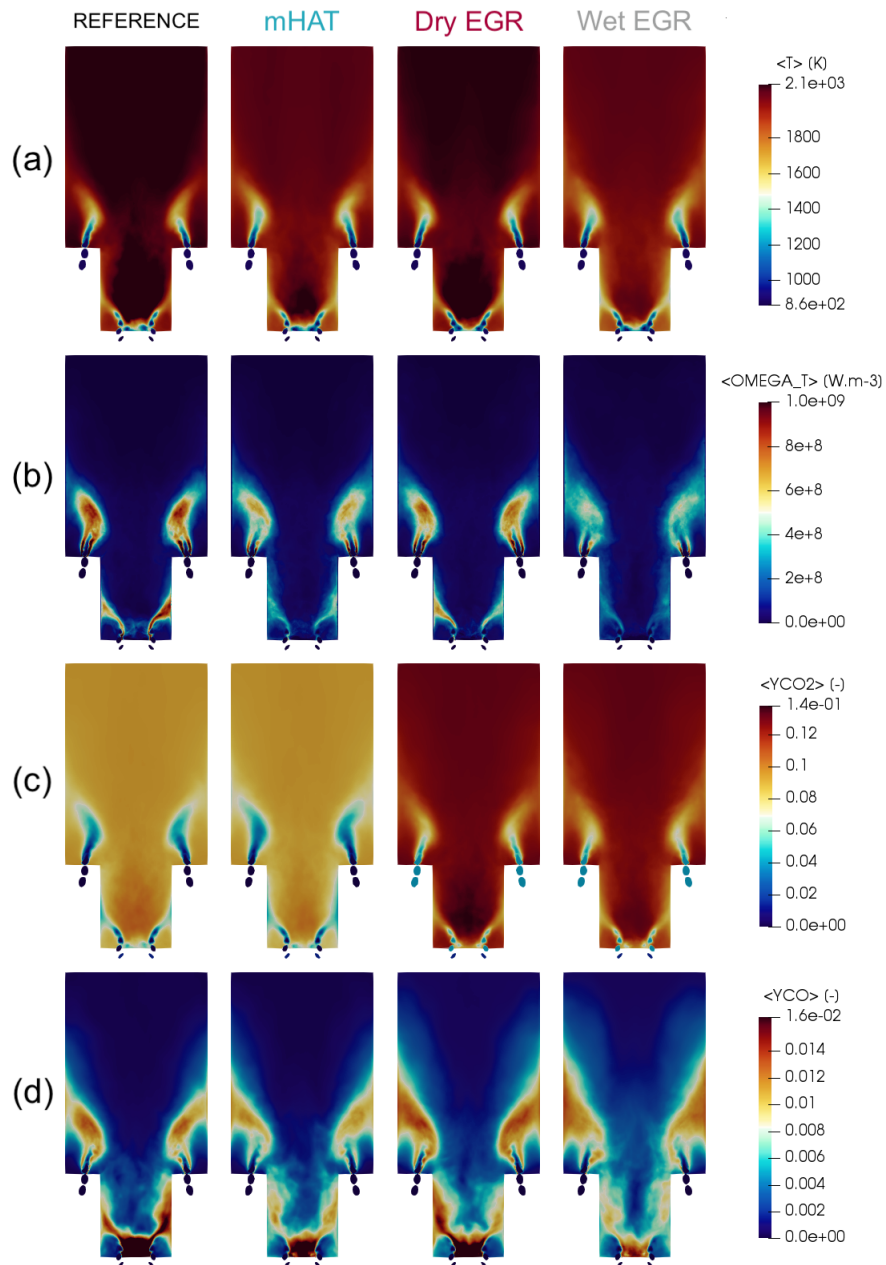 REFERENCE mHAT Dry EGR Wet EGR
(a)
<T> (K)
2.1e+03
1800
1600
1400
1200
1000
8.6e+02
(b)
<OMEGA_T> (W.m-3)
1.0e+09
8e+8
6e+8
4e+8
2e+8
0.0e+00
(c)
<YCO2> (-)
1.4e-01
0.12
0.1
0.08
0.06
0.04
0.02
0.0e+00
(d)
<YCO> (-)
1.6e-02
0.014
0.012
0.010
0.008
0.006
0.004
0.002
0.0e+00